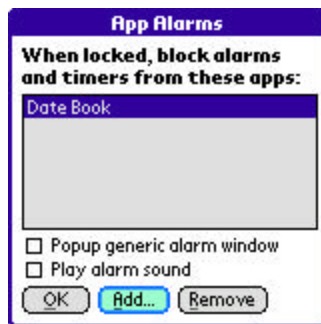 App Alarms
When locked, block alarms
and timers from these apps:
Date Book
Popup generic alarm window
Play alarm sound
OK Add... Remove